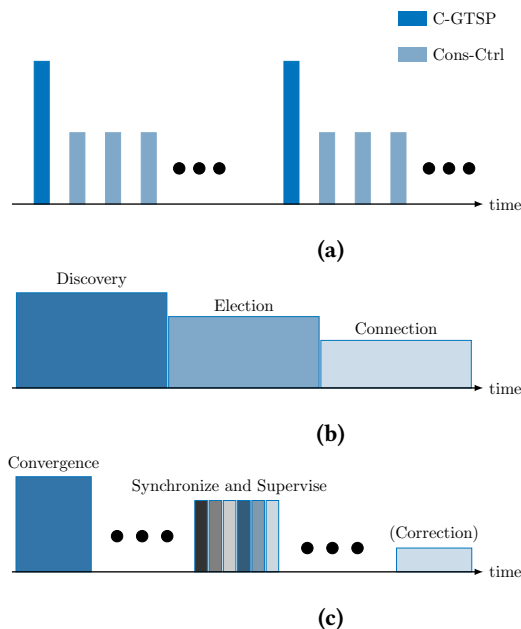 C-GTSP
Cons-Ctrl
time
(a)
Discovery
Election
Connection
time
(b)
Convergence
Synchronize and Supervise
(Correction)
time
(c)